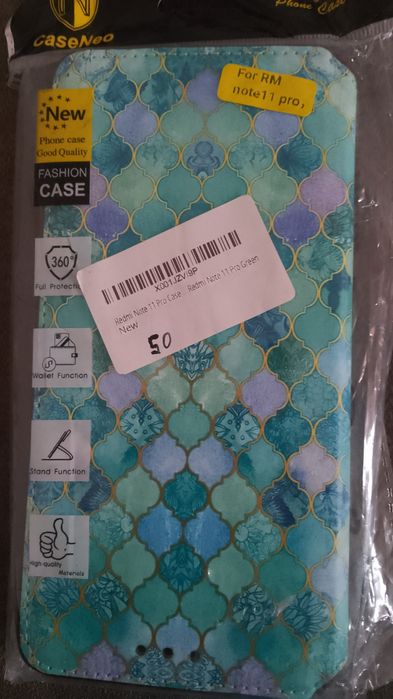 CaseNeo
Phone Case
For RM
note11 pro,
New
Phone case
Good Quality
FASHION
CASE
360°
Full Protection
X001JZVI9P
Redmi Note 11 Pro Case... Redmi Note 11 Pro Green
New
50
Wallet Function
Stand Function
High quality
Materials